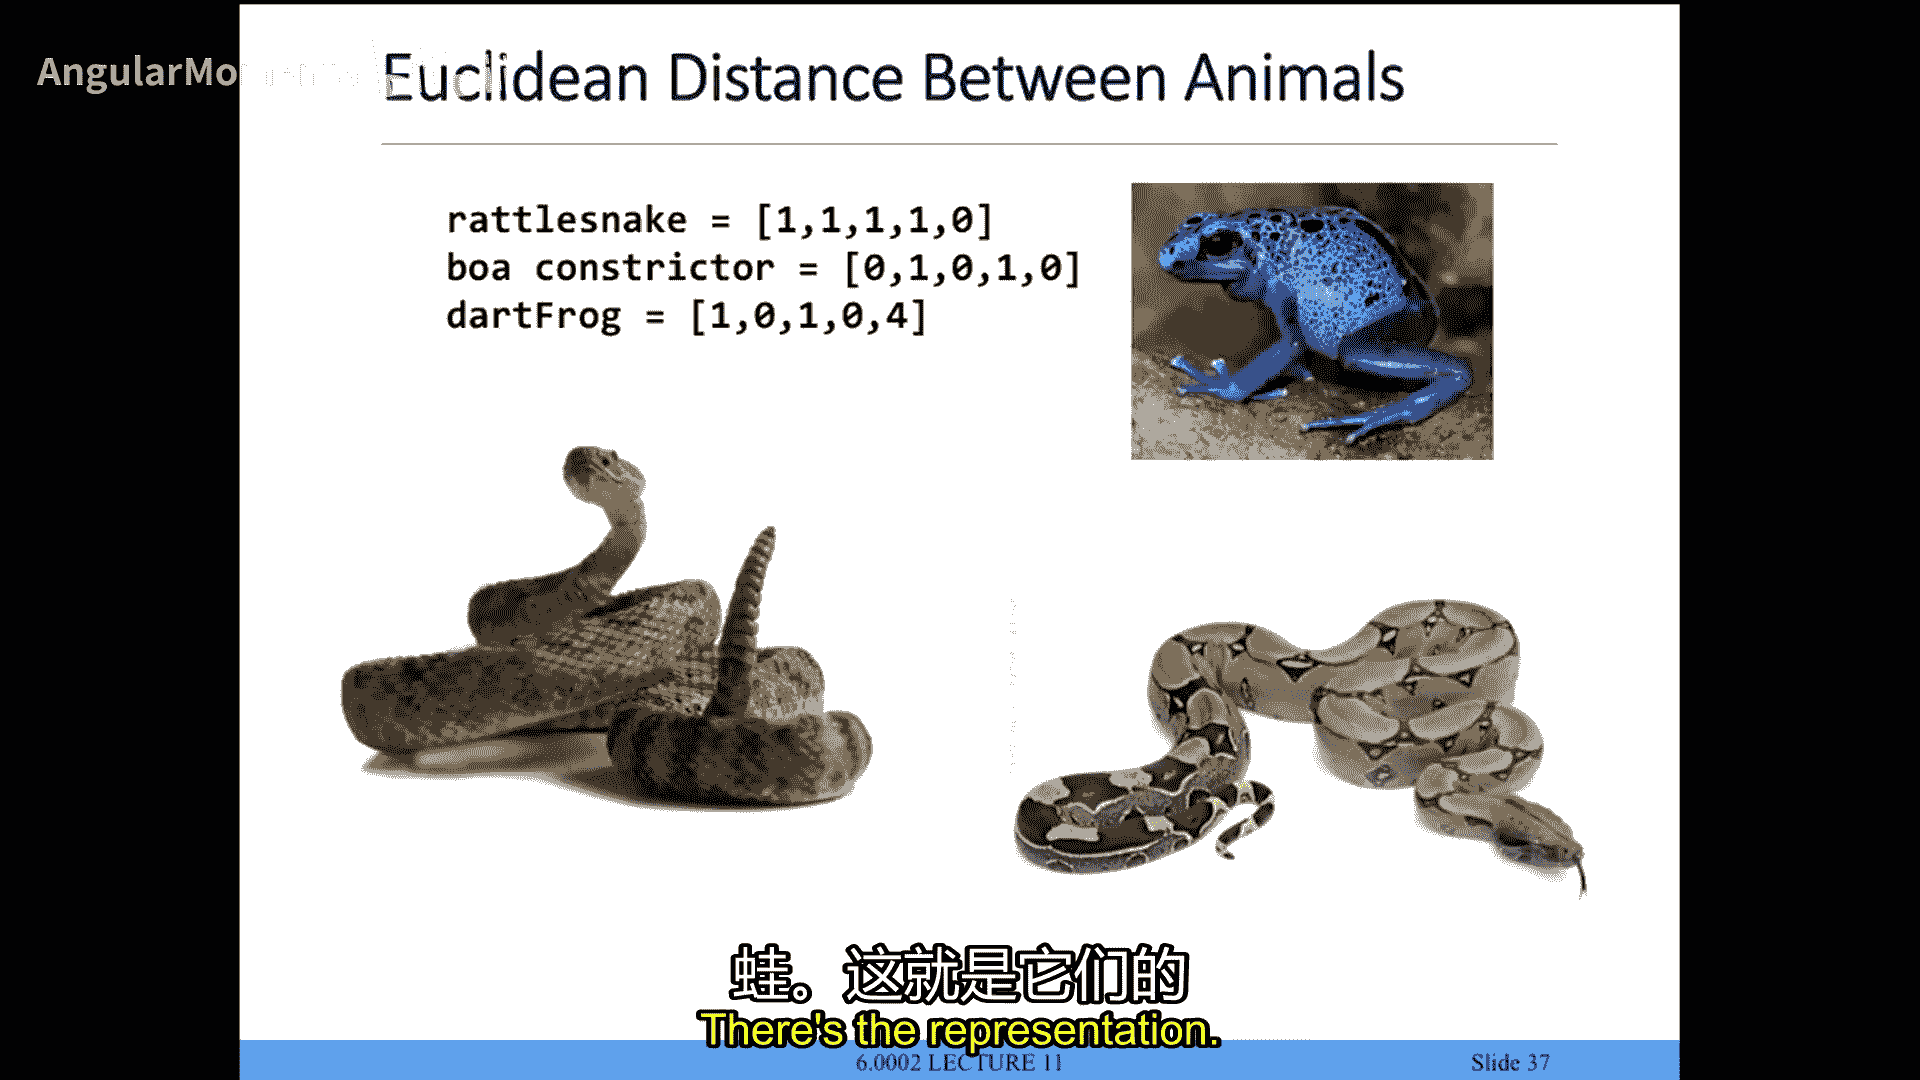 AngularMo
Euclidean Distance Between Animals
rattlesnake = [1,1,1,1,0]
boa constrictor = [0,1,0,1,0]
dartFrog = [1,0,1,0,4]
蛙。这就是它们的
There's the representation.
6.0002 LECTURE 11
Slide 37